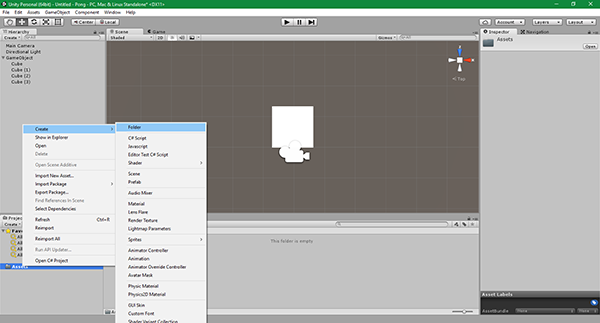 Unity Personal (64bit) - Untitled - Pong - PC, Mac & Linux Standalone* <DX11>
File Edit Assets GameObject Component Window Help
Center Local Account Layers Layout
Hierarchy Scene Game Inspector Navigation
Create Shaded 2D Gizmos
Assets
Open
Main Camera
Directional Light
GameObject
Cube
Cube (1)
Cube (2)
Cube (3)
Top
Create
Show in Explorer
Open
Delete
Open Scene Additive
Import New Asset...
Import Package
Export Package...
Find References In Scene
Select Dependencies
Refresh Ctrl+R
Reimport
Reimport All
Run API Updater...
Open C# Project
Folder
C# Script
Javascript
Editor Test C# Script
Shader
Scene
Prefab
Audio Mixer
Material
Lens Flare
Render Texture
Lightmap Parameters
Sprites
Animator Controller
Animation
Animator Override Controller
Avatar Mask
Physic Material
Physics2D Material
GUI Skin
Custom Font
Shader Variant Collection
Create
Assets
This folder is empty
Asset Labels
AssetBundle None None